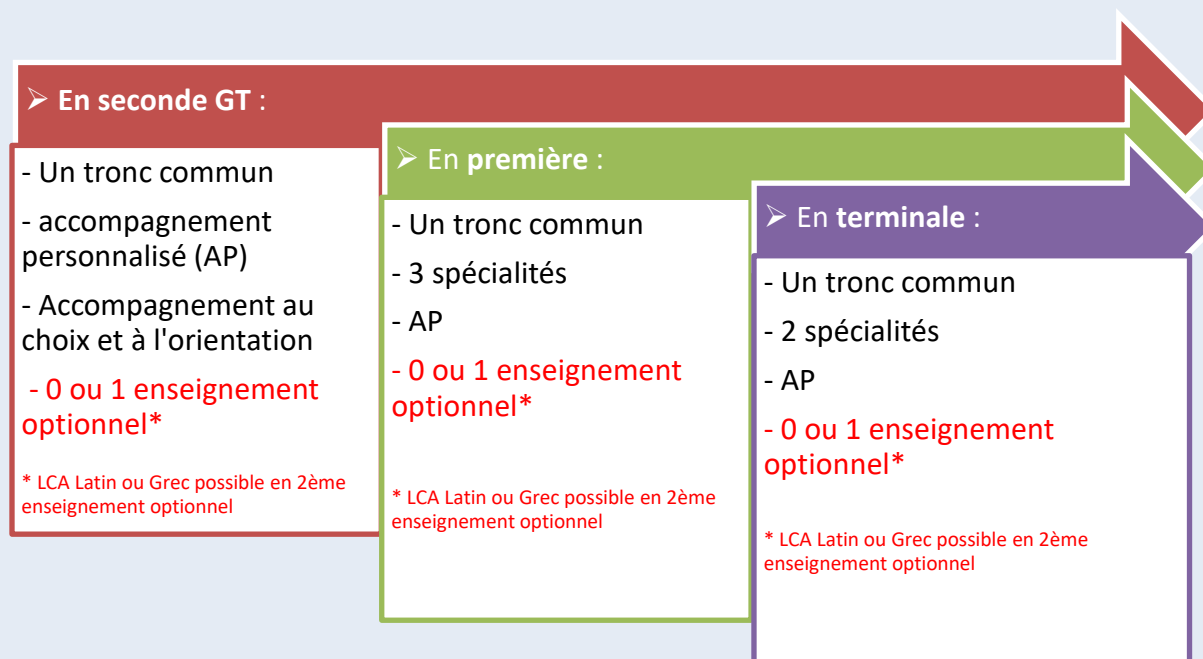 ➢ En seconde GT :
- Un tronc commun
- accompagnement
personnalisé (AP)
- Accompagnement au
choix et à l'orientation
- 0 ou 1 enseignement
optionnel*
* LCA Latin ou Grec possible en 2ème
enseignement optionnel
➢ En première :
- Un tronc commun
- 3 spécialités
- AP
- 0 ou 1 enseignement
optionnel*
* LCA Latin ou Grec possible en 2ème
enseignement optionnel
➢ En terminale :
- Un tronc commun
- 2 spécialités
- AP
- 0 ou 1 enseignement
optionnel*
* LCA Latin ou Grec possible en 2ème
enseignement optionnel